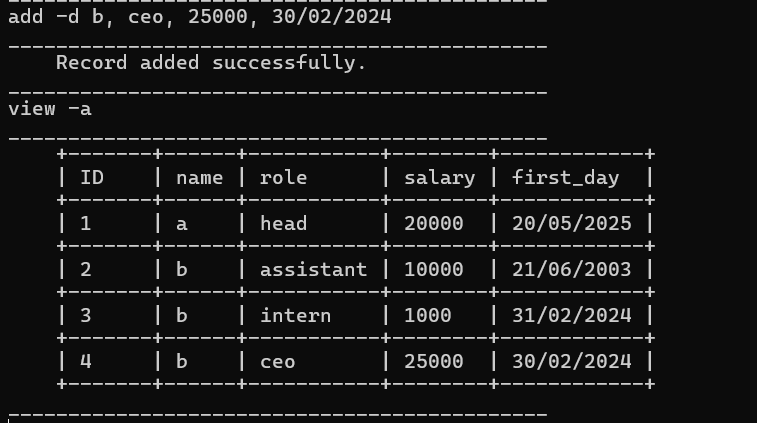 add -d b, ceo, 25000, 30/02/2024
Record added successfully.
view -a
| ID | name | role | salary | first_day |
| 1 | a | head | 20000 | 20/05/2025 |
| 2 | b | assistant | 10000 | 21/06/2003 |
| 3 | b | intern | 1000 | 31/02/2024 |
| 4 | b | ceo | 25000 | 30/02/2024 |